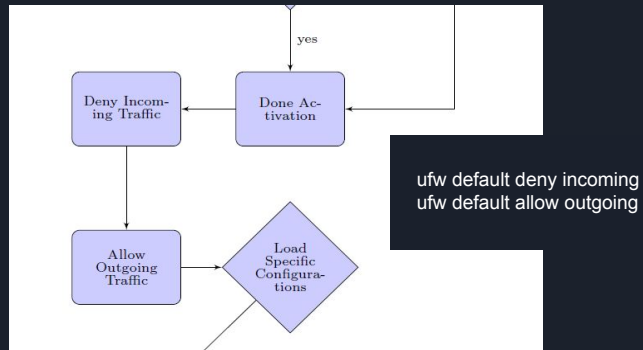 yes
Deny Incom-
ing Traffic
Done Ac-
tivation
ufw default deny incoming
ufw default allow outgoing
Allow
Outgoing
Traffic
Load
Specific
Configura-
tions